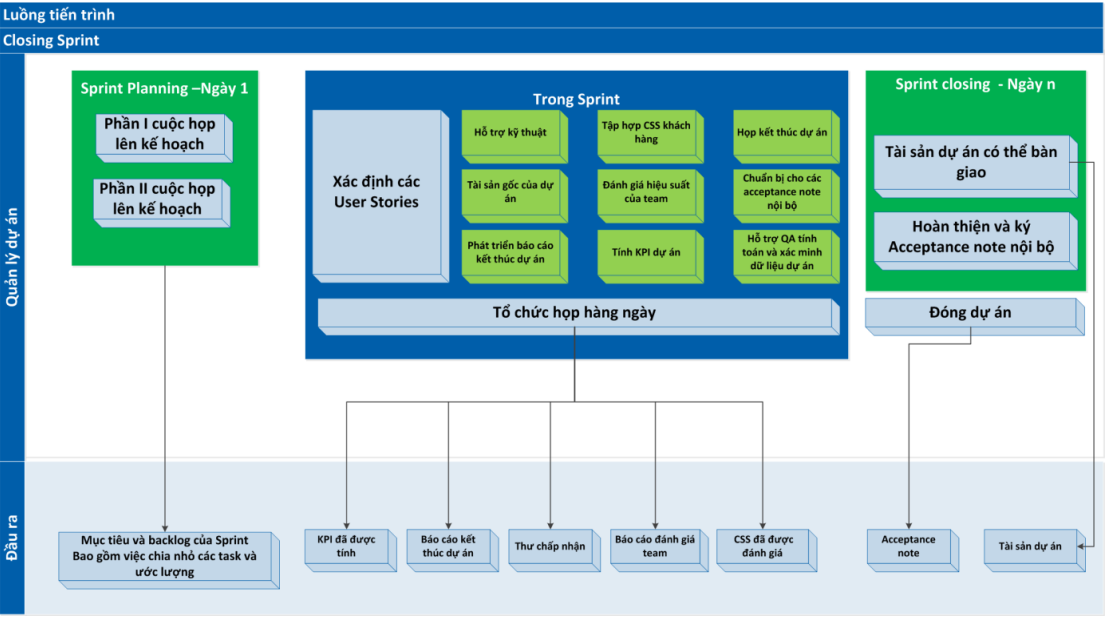 Luồng tiến trình
Closing Sprint
Quản lý dự án
Sprint Planning –Ngày 1
Phần I cuộc họp
lên kế hoạch
Phần II cuộc họp
lên kế hoạch
Trong Sprint
Xác định các
User Stories
Hỗ trợ kỹ thuật
Tập hợp CSS khách
hàng
Họp kết thúc dự án
Tài sản gốc của dự
án
Đánh giá hiệu suất
của team
Chuẩn bị cho các
acceptance note
nội bộ
Phát triển báo cáo
kết thúc dự án
Tính KPI dự án
Hỗ trợ QA tính
toán và xác minh
dữ liệu dự án
Tổ chức họp hàng ngày
Sprint closing - Ngày n
Tài sản dự án có thể bàn
giao
Hoàn thiện và ký
Acceptance note nội bộ
Đóng dự án
Đầu ra
Mục tiêu và backlog của Sprint
Bao gồm việc chia nhỏ các task và
ước lượng
KPI đã được
tính
Báo cáo kết
thúc dự án
Thư chấp nhận
Báo cáo đánh giá
team
CSS đã được
đánh giá
Acceptance
note
Tài sản dự án